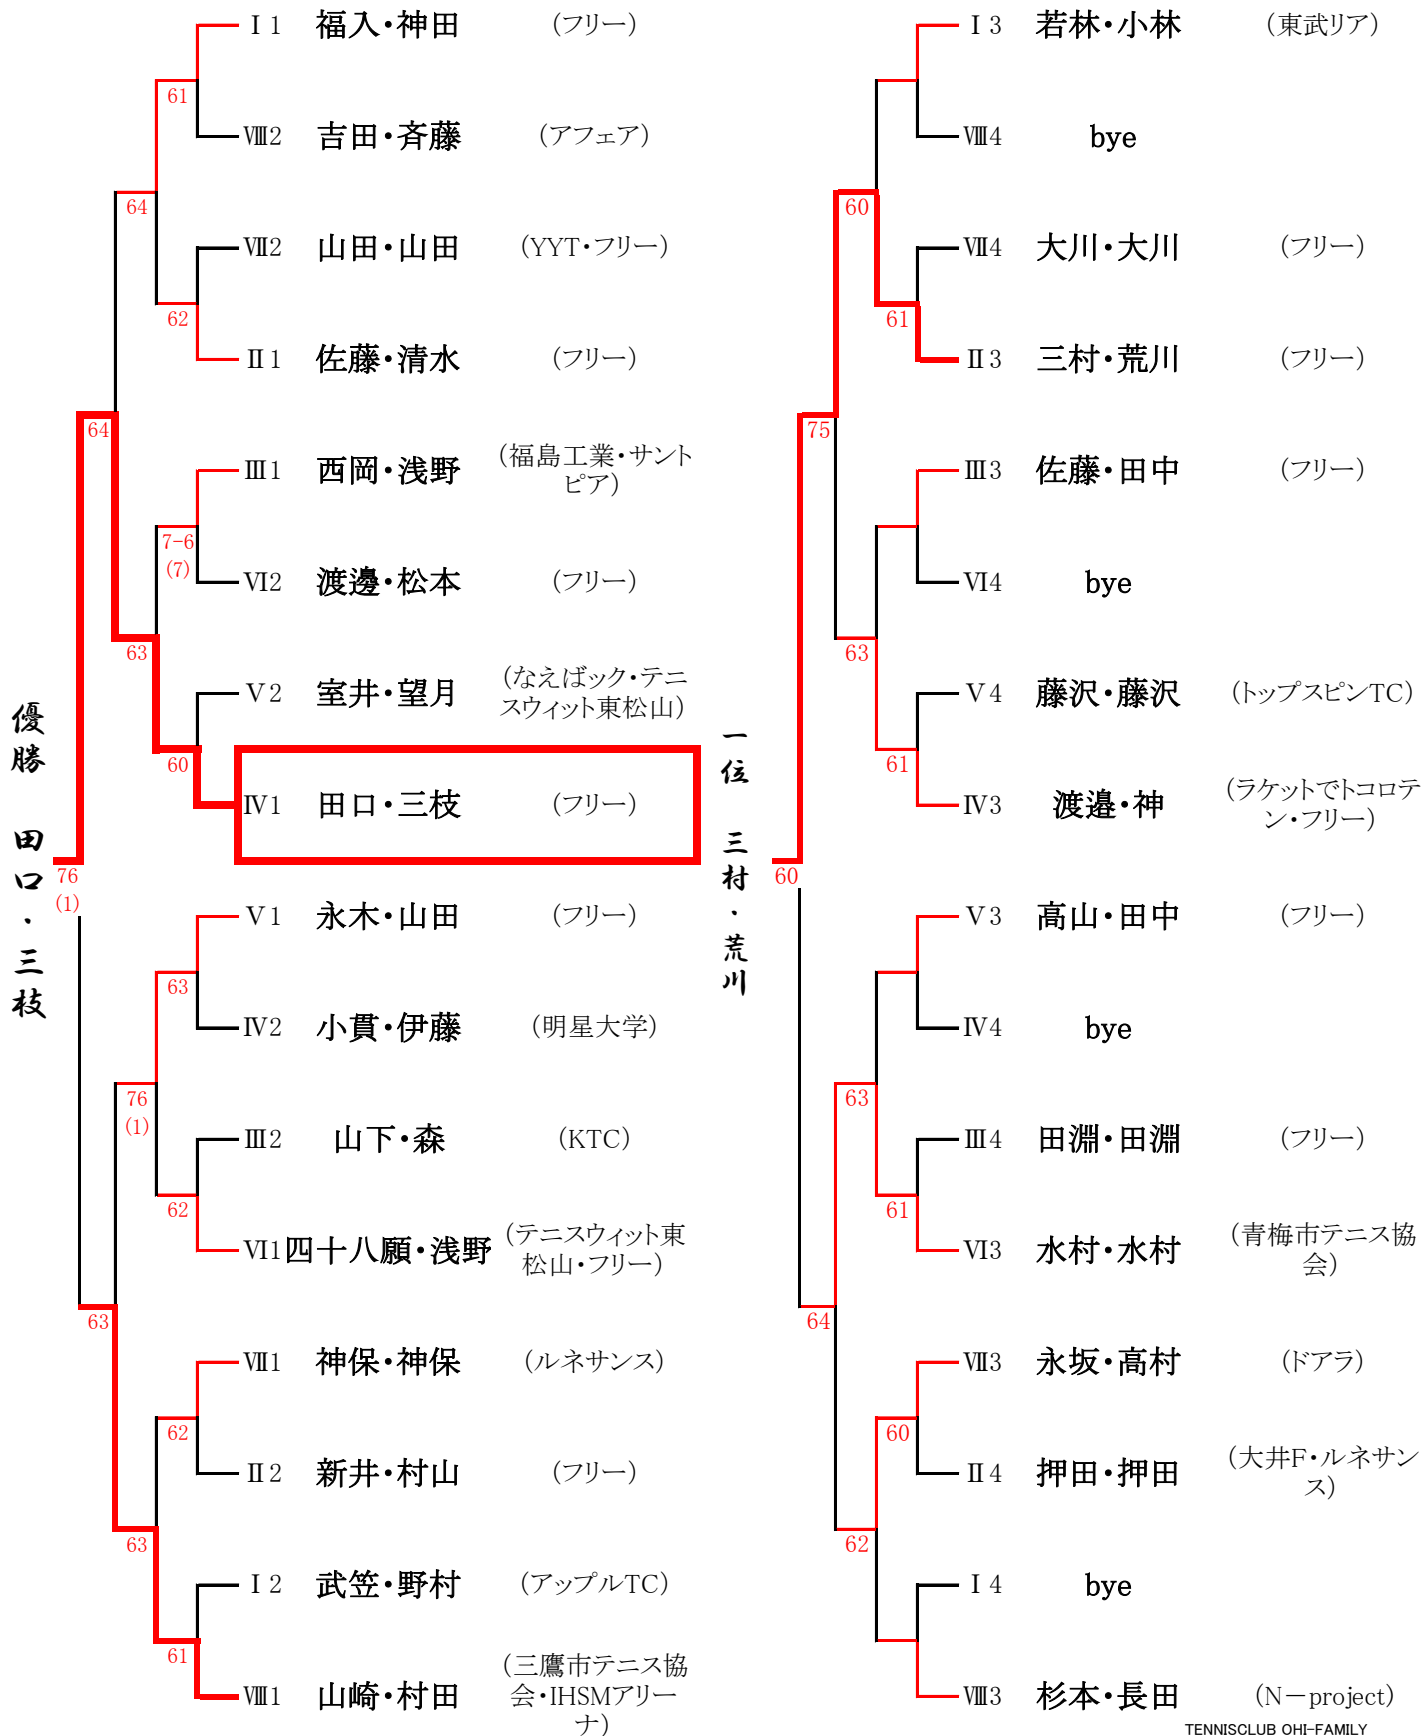 Ⅰ1 福入・神田 (フリー)
61
Ⅷ2 吉田・斉藤 (アフェア)
64
Ⅶ2 山田・山田 (YYT・フリー)
62
Ⅱ1 佐藤・清水 (フリー)
64
Ⅲ1 西岡・浅野 (福島工業・サント
ピア)
7-6
(7)
Ⅵ2 渡邊・松本 (フリー)
63
Ⅴ2 室井・望月 (なえばック・テニ
スウィット東松山)
60
Ⅳ1 田口・三枝 (フリー)
優勝 田口・三枝
76
(1)
Ⅴ1 永木・山田 (フリー)
63
Ⅳ2 小貫・伊藤 (明星大学)
76
(1)
Ⅲ2 山下・森 (KTC)
62
Ⅵ1 四十八願・浅野 (テニスウィット東
松山・フリー)
63
Ⅶ1 神保・神保 (ルネサンス)
62
Ⅱ2 新井・村山 (フリー)
63
Ⅰ2 武笠・野村 (アップルTC)
61
Ⅷ1 山崎・村田 (三鷹市テニス協
会・IHSMアリー
ナ)
Ⅰ3 若林・小林 (東武リア)
Ⅷ4 bye
60
Ⅶ4 大川・大川 (フリー)
61
Ⅱ3 三村・荒川 (フリー)
75
Ⅲ3 佐藤・田中 (フリー)
Ⅵ4 bye
63
Ⅴ4 藤沢・藤沢 (トップスピンTC)
61
Ⅳ3 渡邉・神 (ラケットでトコロテ
ン・フリー)
一位 三村・荒川
60
Ⅴ3 高山・田中 (フリー)
Ⅳ4 bye
63
Ⅲ4 田淵・田淵 (フリー)
61
Ⅵ3 水村・水村 (青梅市テニス協
会)
64
Ⅶ3 永坂・高村 (ドアラ)
60
Ⅱ4 押田・押田 (大井F・ルネサン
ス)
62
Ⅰ4 bye
Ⅷ3 杉本・長田 (N－project)
TENNISCLUB OHI-FAMILY